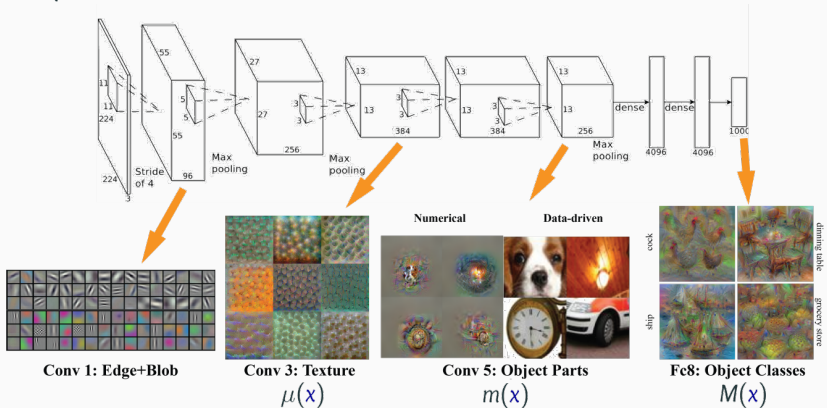 11
11
224
224
3
Stride
of 4
55
55
96
5
5
Max
pooling
27
27
256
3
3
Max
pooling
13
13
384
3
3
13
13
384
3
3
13
13
256
Max
pooling
dense
4096
dense
4096
1000
Conv 1: Edge+Blob
Conv 3: Texture
μ(x)
Numerical
Data-driven
Conv 5: Object Parts
m(x)
cock
ship
dinning table
grocery store
Fc8: Object Classes
M(x)